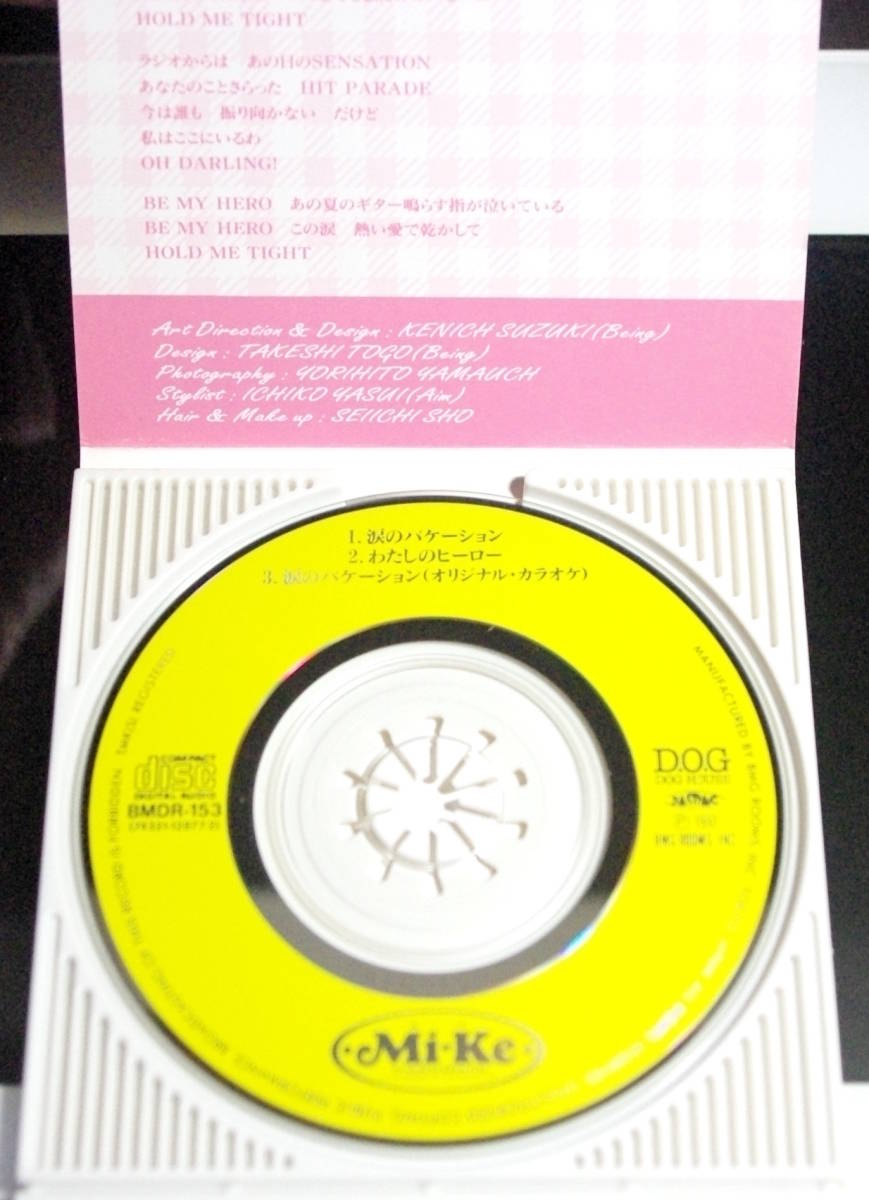 HOLD ME TIGHT
ラジオからは　あの日のSENSATION
あなたのことさらった　HIT PARADE
今は誰も　振り向かない　だけど
私はここにいるわ
OH DARLING!
BE MY HERO　あの夏のギター鳴らす指が泣いている
BE MY HERO　この涙　熱い愛で乾かして
HOLD ME TIGHT
Art Direction & Design : KENICH SUZUKI (Being)
Design : TAKESHI TOGO (Being)
Photography : YORIHITO YAMAUCH
Stylist : ICHIKO YASUI (Aim)
Hair & Make up : SEIICHI SHO
1. 涙のバケーション
2. わたしのヒーロー
3. 涙のバケーション(オリジナル・カラオケ)
COMPACT
disc
DIGITAL AUDIO
BMDR-153
D.O.G
DOG HOUSE
JASRAC
BMG ROOMS INC
MANUFACTURED BY BMG ROOMS, INC.
TMK(S) REGISTERED
Mi-Ke